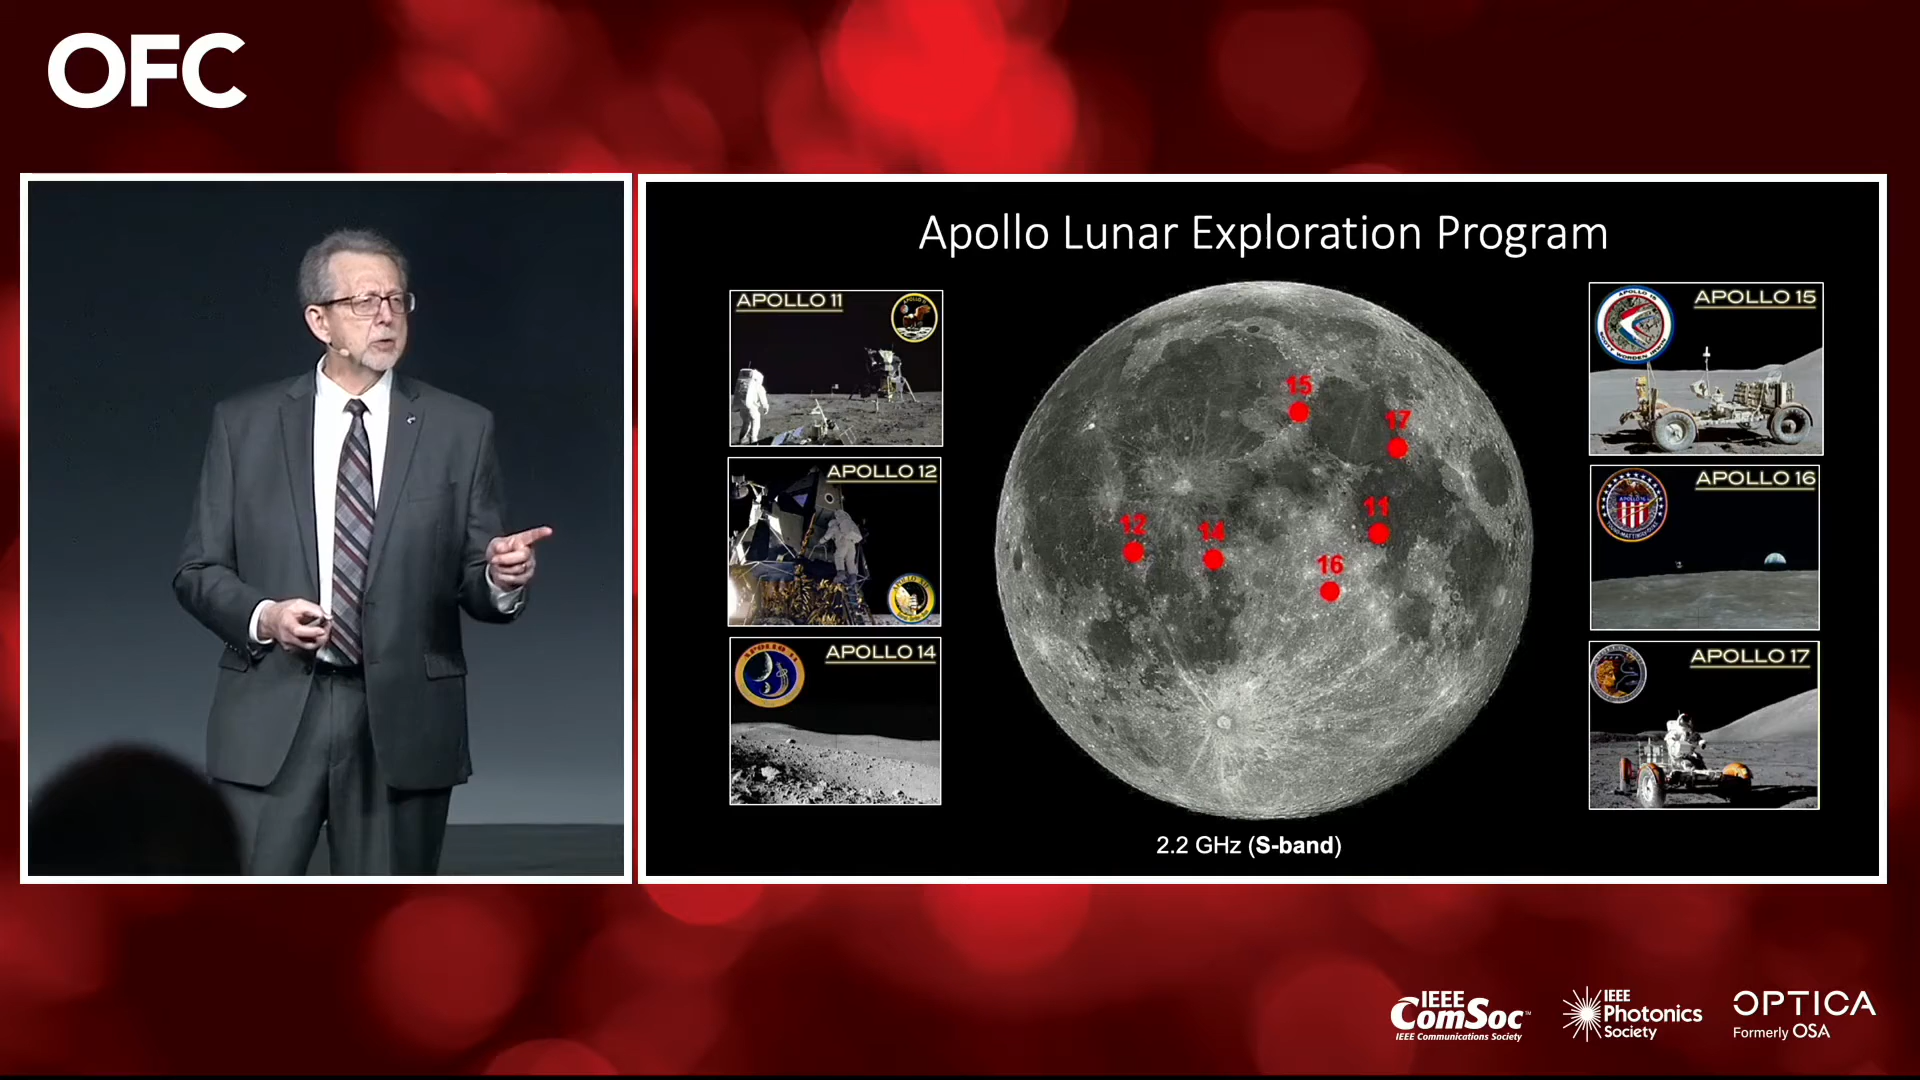 OFC
Apollo Lunar Exploration Program
APOLLO 11
APOLLO 12
APOLLO 14
15
17
11
12
14
16
APOLLO 15
APOLLO 16
APOLLO 17
2.2 GHz (S-band)
IEEE
ComSoc™
IEEE Communications Society
IEEE
Photonics
Society
OPTICA
Formerly OSA